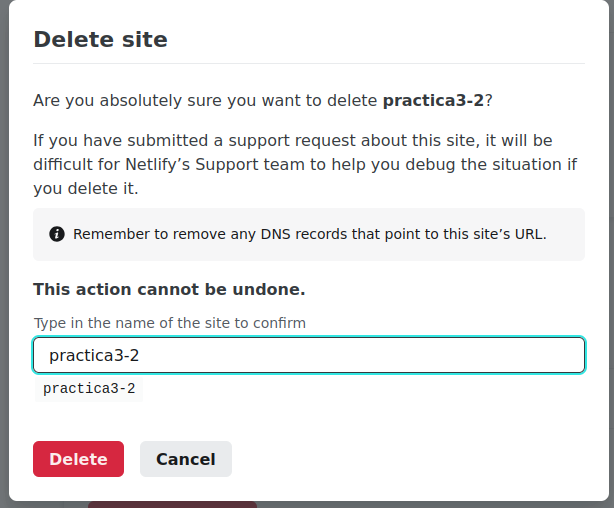 Delete site
Are you absolutely sure you want to delete practica3-2?
If you have submitted a support request about this site, it will be
difficult for Netlify’s Support team to help you debug the situation if
you delete it.
Remember to remove any DNS records that point to this site’s URL.
This action cannot be undone.
Type in the name of the site to confirm
practica3-2
practica3-2
Delete
Cancel